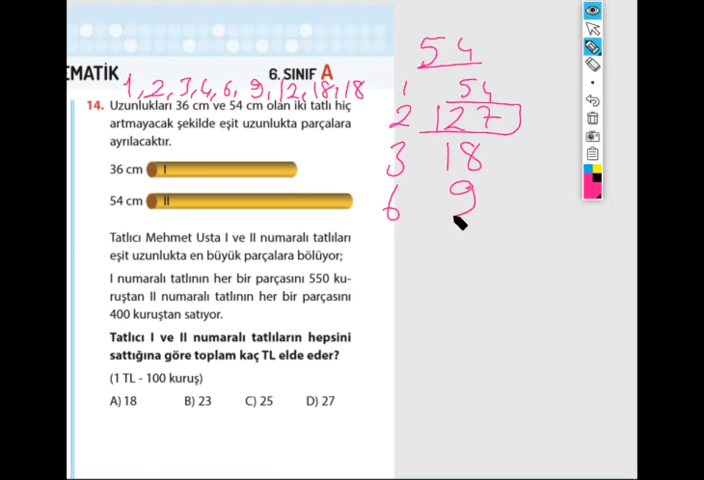 EMATİK
6. SINIF A
1, 2, 3, 4, 6, 9, 12, 18, 18
14. Uzunlukları 36 cm ve 54 cm olan iki tatlı hiç
artmayacak şekilde eşit uzunlukta parçalara
ayrılacaktır.
36 cm I
54 cm II
Tatlıcı Mehmet Usta I ve II numaralı tatlıları
eşit uzunlukta en büyük parçalara bölüyor;
I numaralı tatlının her bir parçasını 550 ku-
ruştan II numaralı tatlının her bir parçasını
400 kuruştan satıyor.
Tatlıcı I ve II numaralı tatlıların hepsini
sattığına göre toplam kaç TL elde eder?
(1 TL - 100 kuruş)
A) 18 B) 23 C) 25 D) 27
54
1 54
2 127
3 18
6 9